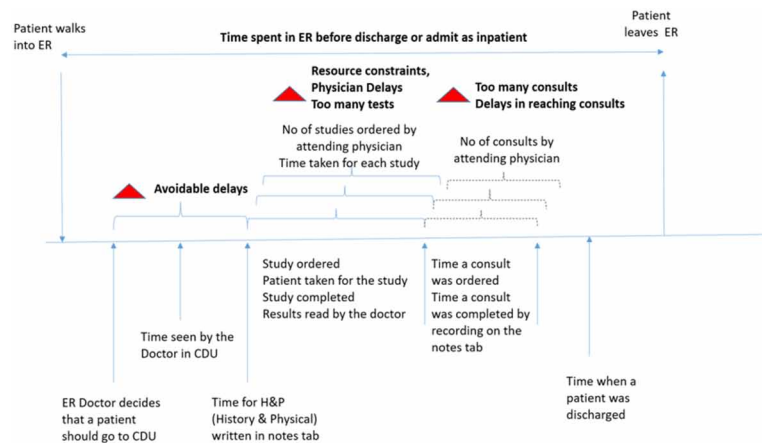 Patient walks
into ER
Time spent in ER before discharge or admit as inpatient
Patient
leaves ER
Resource constraints,
Physician Delays
Too many tests
Too many consults
Delays in reaching consults
No of studies ordered by
attending physician
Time taken for each study
No of consults by
attending physician
Avoidable delays
Study ordered
Patient taken for the study
Study completed
Results read by the doctor
Time a consult
was ordered
Time a consult
was completed by
recording on the
notes tab
Time seen by the
Doctor in CDU
ER Doctor decides
that a patient
should go to CDU
Time for H&P
(History & Physical)
written in notes tab
Time when a
patient was
discharged